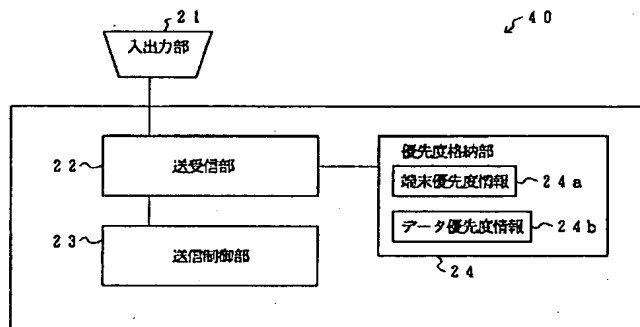 21
40
入出力部
22
送受信部
優先度格納部
端末優先度情報
24a
23
送信制御部
データ優先度情報
24b
24